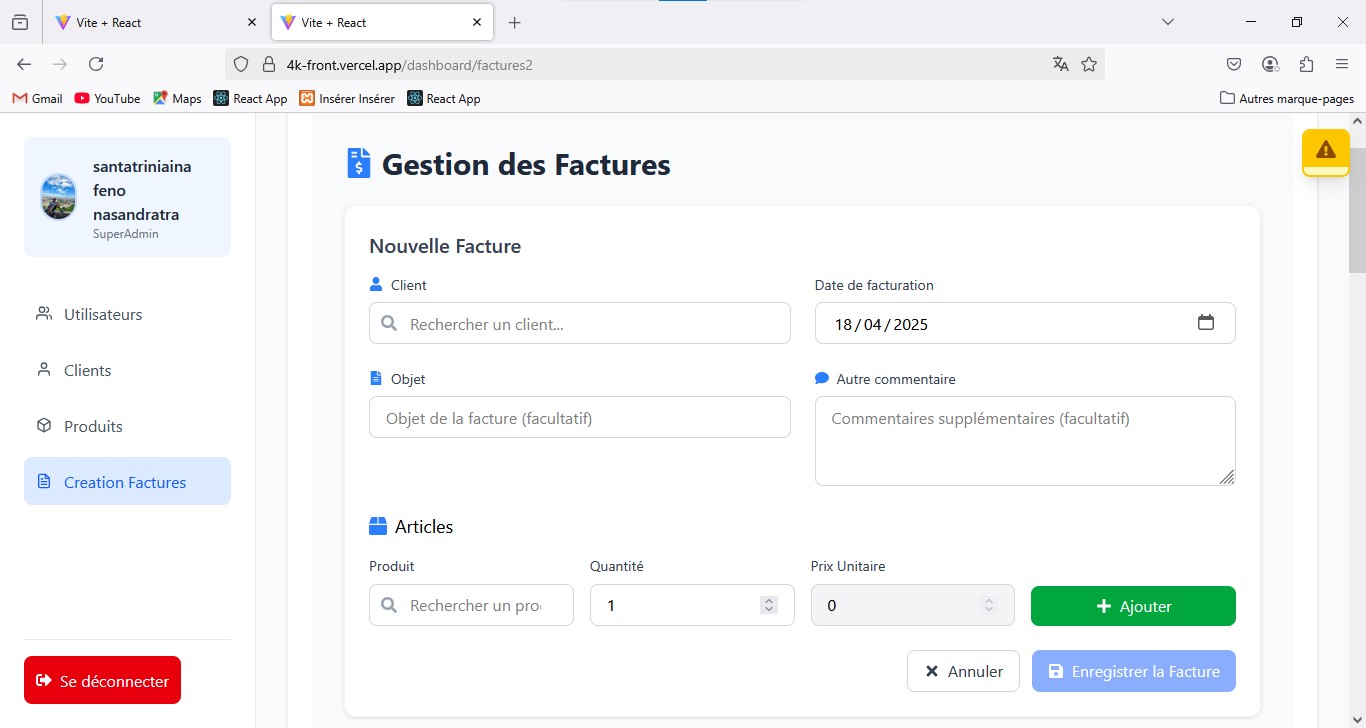 Vite + React
Vite + React
4k-front.vercel.app/dashboard/factures2
Gmail
YouTube
Maps
React App
Insérer Insérer
React App
Autres marque-pages
santatriniaina
feno
nasandratra
SuperAdmin
Utilisateurs
Clients
Produits
Creation Factures
Se déconnecter
Gestion des Factures
Nouvelle Facture
Client
Date de facturation
Rechercher un client...
18/04/2025
Objet
Autre commentaire
Objet de la facture (facultatif)
Commentaires supplémentaires (facultatif)
Articles
Produit
Quantité
Prix Unitaire
Rechercher un pro
1
0
Ajouter
Annuler
Enregistrer la Facture